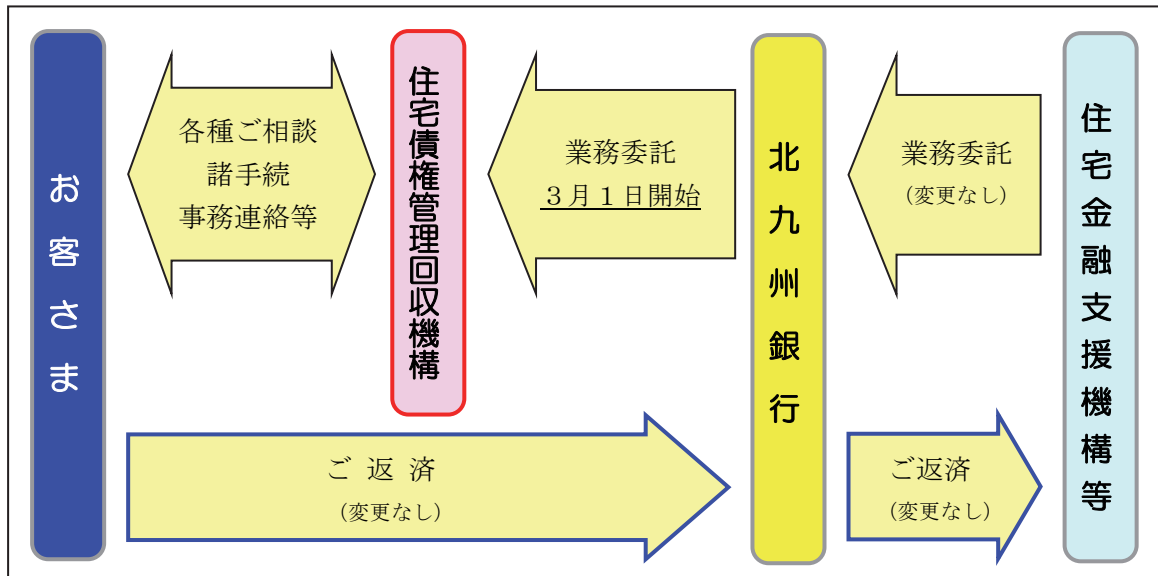 お客さま
各種ご相談
諸手続
事務連絡等
住宅債権管理回収機構
業務委託
３月１日開始
北九州銀行
業務委託
(変更なし)
住宅金融支援機構等
ご 返 済
(変更なし)
ご返済
(変更なし)